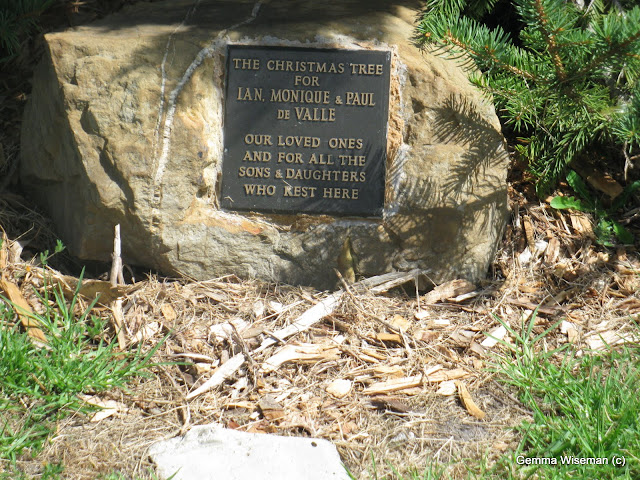 THE CHRISTMAS TREE
FOR
IAN, MONIQUE & PAUL
DE VALLE
OUR LOVED ONES
AND FOR ALL THE
SONS & DAUGHTERS
WHO REST HERE
Gemma Wiseman (c)